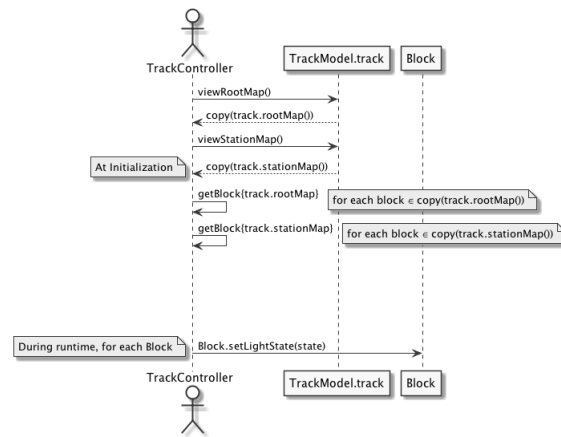 TrackController
TrackModel.track
Block
viewRootMap()
copy(track.rootMap())
viewStationMap()
At Initialization
copy(track.stationMap())
getBlock{track.rootMap}
for each block ∈ copy(track.rootMap())
getBlock{track.stationMap}
for each block ∈ copy(track.stationMap())
During runtime, for each Block
Block.setLightState(state)
TrackController
TrackModel.track
Block